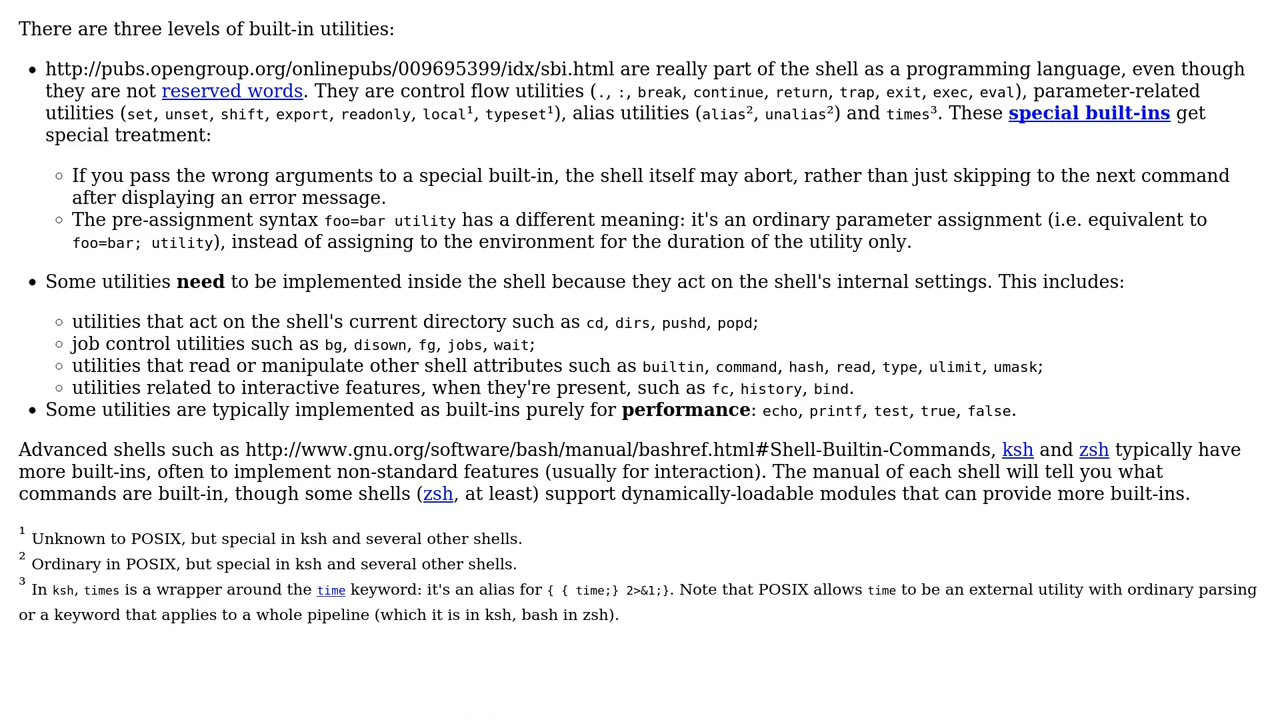 There are three levels of built-in utilities:
• http://pubs.opengroup.org/onlinepubs/009695399/idx/sbi.html are really part of the shell as a programming language, even though
they are not reserved words. They are control flow utilities (., :, break, continue, return, trap, exit, exec, eval), parameter-related
utilities (set, unset, shift, export, readonly, local¹, typeset¹), alias utilities (alias², unalias²) and times³. These special built-ins get
special treatment:
◦ If you pass the wrong arguments to a special built-in, the shell itself may abort, rather than just skipping to the next command
after displaying an error message.
◦ The pre-assignment syntax foo=bar utility has a different meaning: it's an ordinary parameter assignment (i.e. equivalent to
foo=bar; utility), instead of assigning to the environment for the duration of the utility only.
• Some utilities need to be implemented inside the shell because they act on the shell's internal settings. This includes:
◦ utilities that act on the shell's current directory such as cd, dirs, pushd, popd;
◦ job control utilities such as bg, disown, fg, jobs, wait;
◦ utilities that read or manipulate other shell attributes such as builtin, command, hash, read, type, ulimit, umask;
◦ utilities related to interactive features, when they're present, such as fc, history, bind.
• Some utilities are typically implemented as built-ins purely for performance: echo, printf, test, true, false.
Advanced shells such as http://www.gnu.org/software/bash/manual/bashref.html#Shell-Builtin-Commands, ksh and zsh typically have
more built-ins, often to implement non-standard features (usually for interaction). The manual of each shell will tell you what
commands are built-in, though some shells (zsh, at least) support dynamically-loadable modules that can provide more built-ins.
¹ Unknown to POSIX, but special in ksh and several other shells.
² Ordinary in POSIX, but special in ksh and several other shells.
³ In ksh, times is a wrapper around the time keyword: it's an alias for { { time;} 2>&1;}. Note that POSIX allows time to be an external utility with ordinary parsing
or a keyword that applies to a whole pipeline (which it is in ksh, bash in zsh).